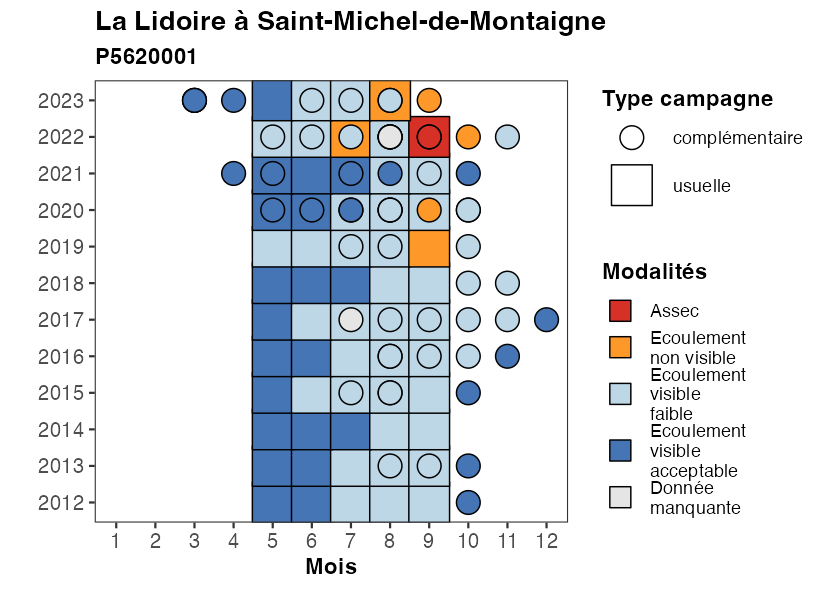 La Lidoire à Saint-Michel-de-Montaigne
P5620001
2023
2022
2021
2020
2019
2018
2017
2016
2015
2014
2013
2012
1 2 3 4 5 6 7 8 9 10 11 12
Mois
Type campagne
complémentaire
usuelle
Modalités
Assec
Ecoulement
non visible
Ecoulement
visible
faible
Ecoulement
visible
acceptable
Donnée
manquante